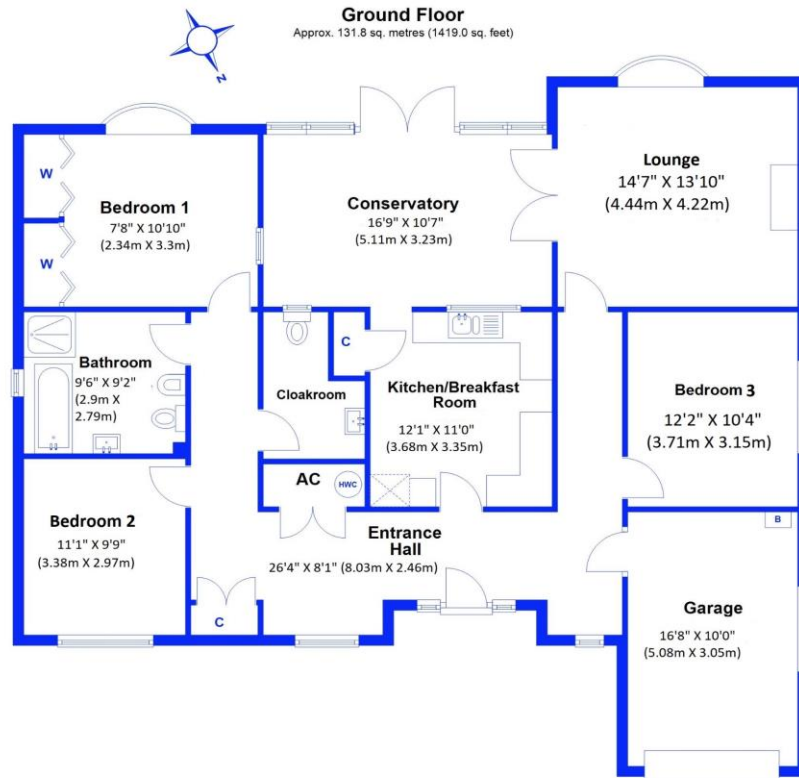 Ground Floor
Approx. 131.8 sq. metres (1419.0 sq. feet)
N
W
Bedroom 1
7'8" X 10'10"
(2.34m X 3.3m)
W
Conservatory
16'9" X 10'7"
(5.11m X 3.23m)
Lounge
14'7" X 13'10"
(4.44m X 4.22m)
Bathroom
9'6" X 9'2"
(2.9m X
2.79m)
C
Cloakroom
Kitchen/Breakfast
Room
12'1" X 11'0"
(3.68m X 3.35m)
Bedroom 3
12'2" X 10'4"
(3.71m X 3.15m)
AC
HWC
Bedroom 2
11'1" X 9'9"
(3.38m X 2.97m)
Entrance
Hall
26'4" X 8'1" (8.03m X 2.46m)
C
B
Garage
16'8" X 10'0"
(5.08m X 3.05m)